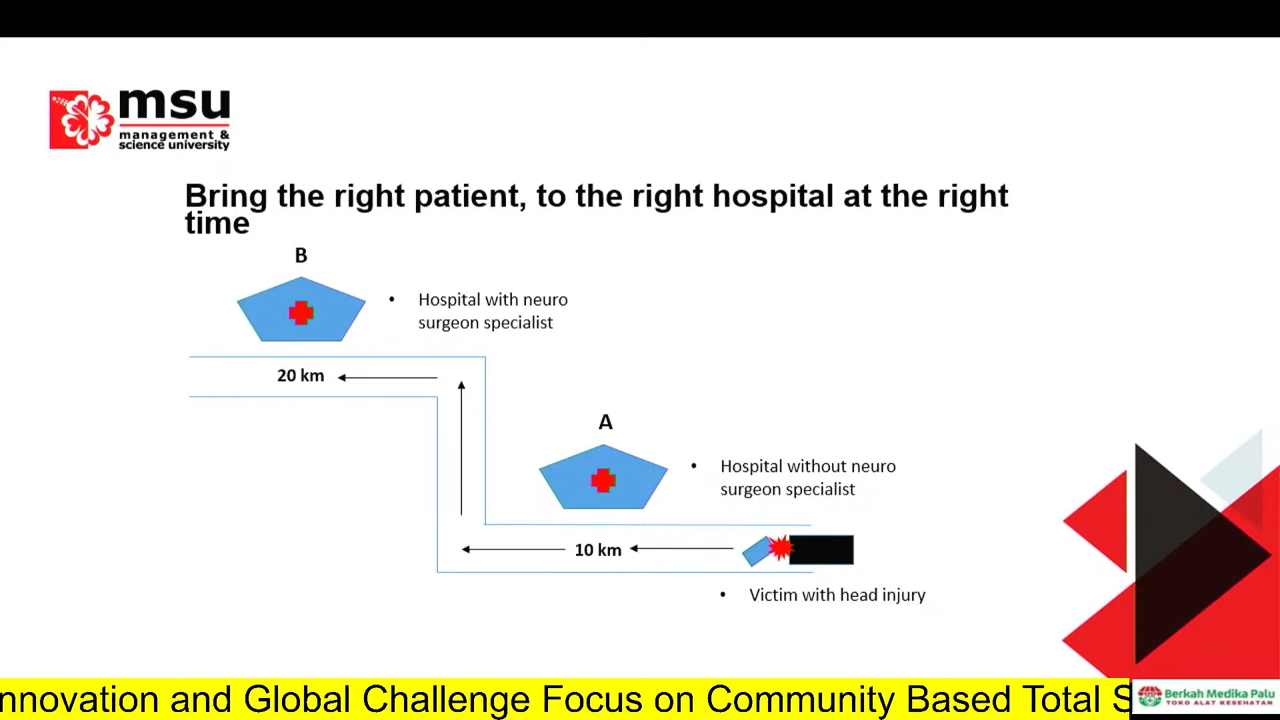 msu
management &
science university
Bring the right patient, to the right hospital at the right
time
B
• Hospital with neuro
surgeon specialist
20 km
A
• Hospital without neuro
surgeon specialist
10 km
• Victim with head injury
nnovation and Global Challenge Focus on Community Based Total S
Berkah Medika Palu
TOKO ALAT KESEHATAN